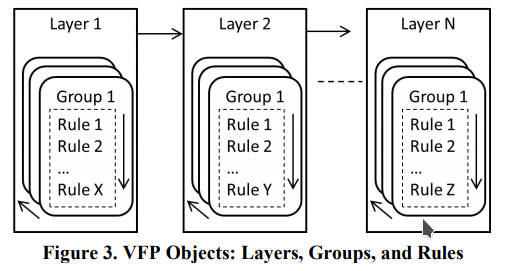 Layer 1
Group 1
Rule 1
Rule 2
...
Rule X
Layer 2
Group 1
Rule 1
Rule 2
...
Rule Y
Layer N
Group 1
Rule 1
Rule 2
...
Rule Z
Figure 3. VFP Objects: Layers, Groups, and Rules